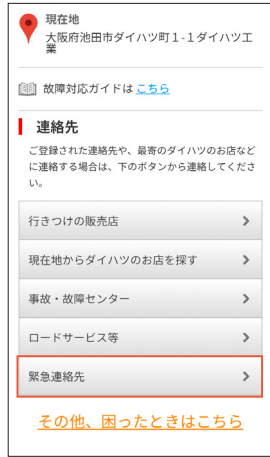 現在地
大阪府池田市ダイハツ町1-1ダイハツ工
業
故障対応ガイドは こちら
連絡先
ご登録された連絡先や、最寄のダイハツのお店など
に連絡する場合は、下のボタンから連絡してくださ
い。
行きつけの販売店
現在地からダイハツのお店を探す
事故・故障センター
ロードサービス等
緊急連絡先
その他、困ったときはこちら